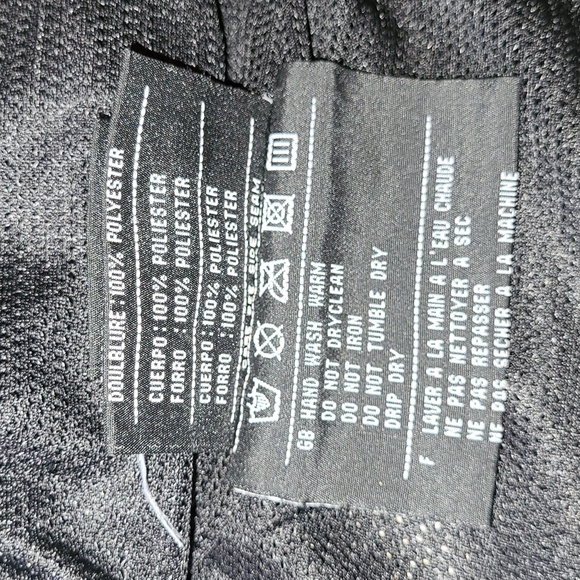 DOULBLURE:100% POLYESTER
CUERPO:100% POLIESTER
FORRO :100% POLIESTER
CUERPO:100% POLIESTER
FORRO :100% POLIESTER
SEAM
GB HAND WASH WARM
DO NOT DRYCLEAN
DO NOT IRON
DO NOT TUMBLE DRY
DRIP DRY
F LAVER A LA MAIN A L'EAU CHAUDE
NE PAS NETTOYER A SEC
NE PAS REPASSER
NE PAS SECHER A LA MACHINE